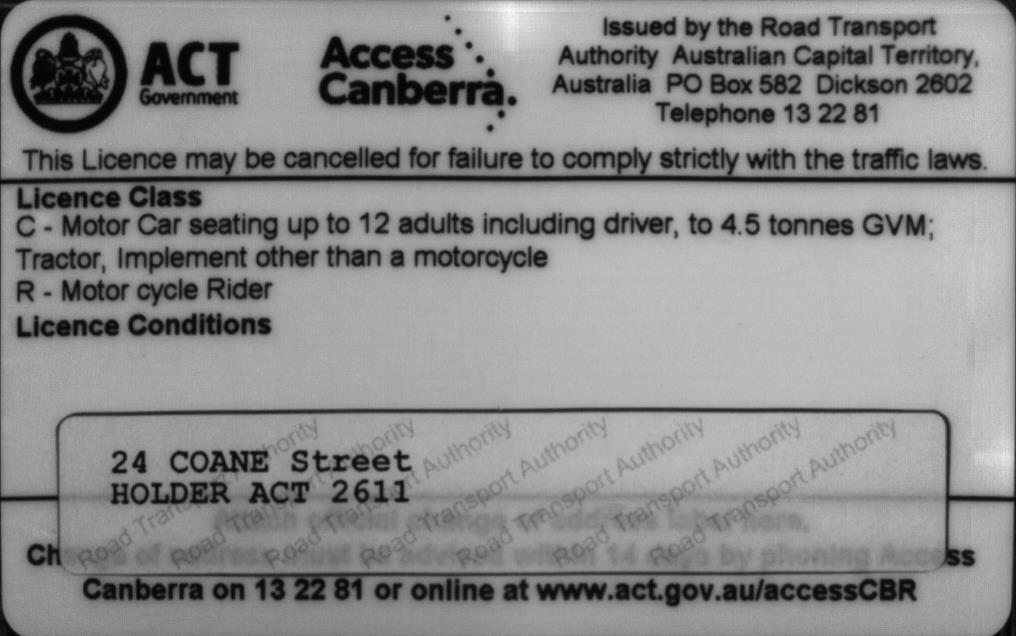 ACT
Government
Access
Canberra.
Issued by the Road Transport
Authority Australian Capital Territory,
Australia PO Box 582 Dickson 2602
Telephone 13 22 81
This Licence may be cancelled for failure to comply strictly with the traffic laws.
Licence Class
C - Motor Car seating up to 12 adults including driver, to 4.5 tonnes GVM;
Tractor, Implement other than a motorcycle
R - Motor cycle Rider
Licence Conditions
24 COANE Street
HOLDER ACT 2611
Road Transport Authority Road Transport Authority Road Transport Authority Road Transport Authority Road Transport Authority Road Transport Authority Road Transport Authority
Attach official change of address label here.
Change of address must be advised within 14 days by phoning Access
Canberra on 13 22 81 or online at www.act.gov.au/accessCBR